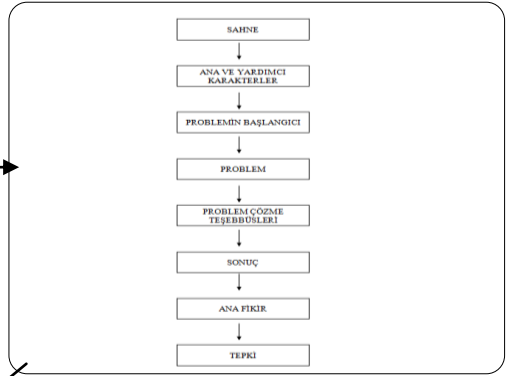 SAHNE
ANA VE YARDIMCI
KARAKTERLER
PROBLEMİN BAŞLANGICI
PROBLEM
PROBLEM ÇÖZME
TEŞEBBÜSLERİ
SONUÇ
ANA FİKİR
TEPKİ